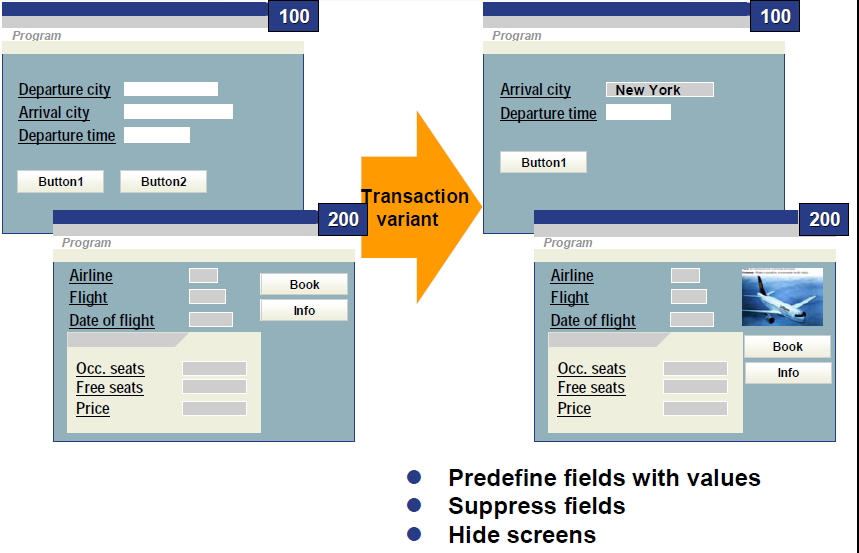 100
Program
Departure city
Arrival city
Departure time
Button1 Button2
200
Program
Airline
Flight
Date of flight
Book
Info
Occ. seats
Free seats
Price
Transaction
variant
100
Program
Arrival city New York
Departure time
Button1
200
Program
Airline
Flight
Date of flight
Book
Info
Occ. seats
Free seats
Price
Predefine fields with values
Suppress fields
Hide screens